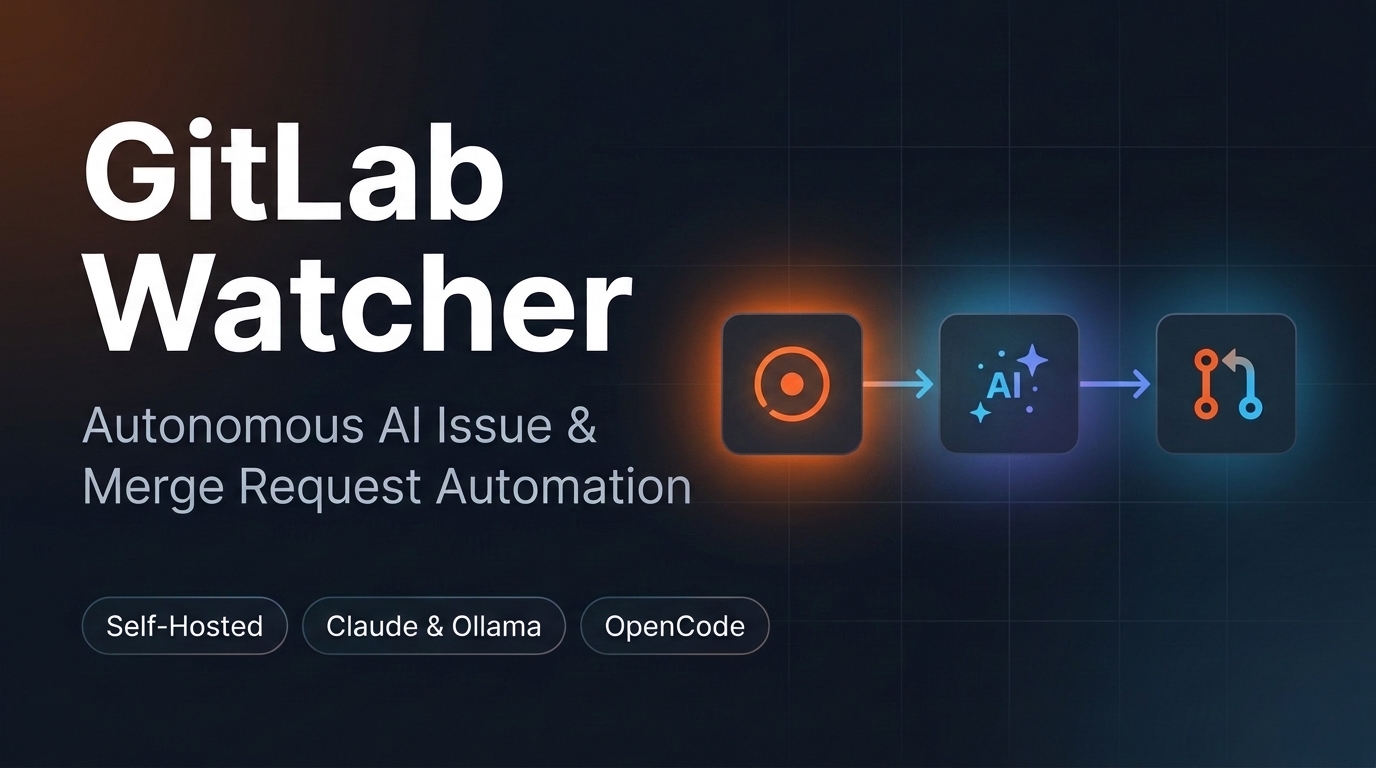 GitLab
Watcher
Autonomous AI Issue &
Merge Request Automation
AI
Self-Hosted
Claude & Ollama
OpenCode